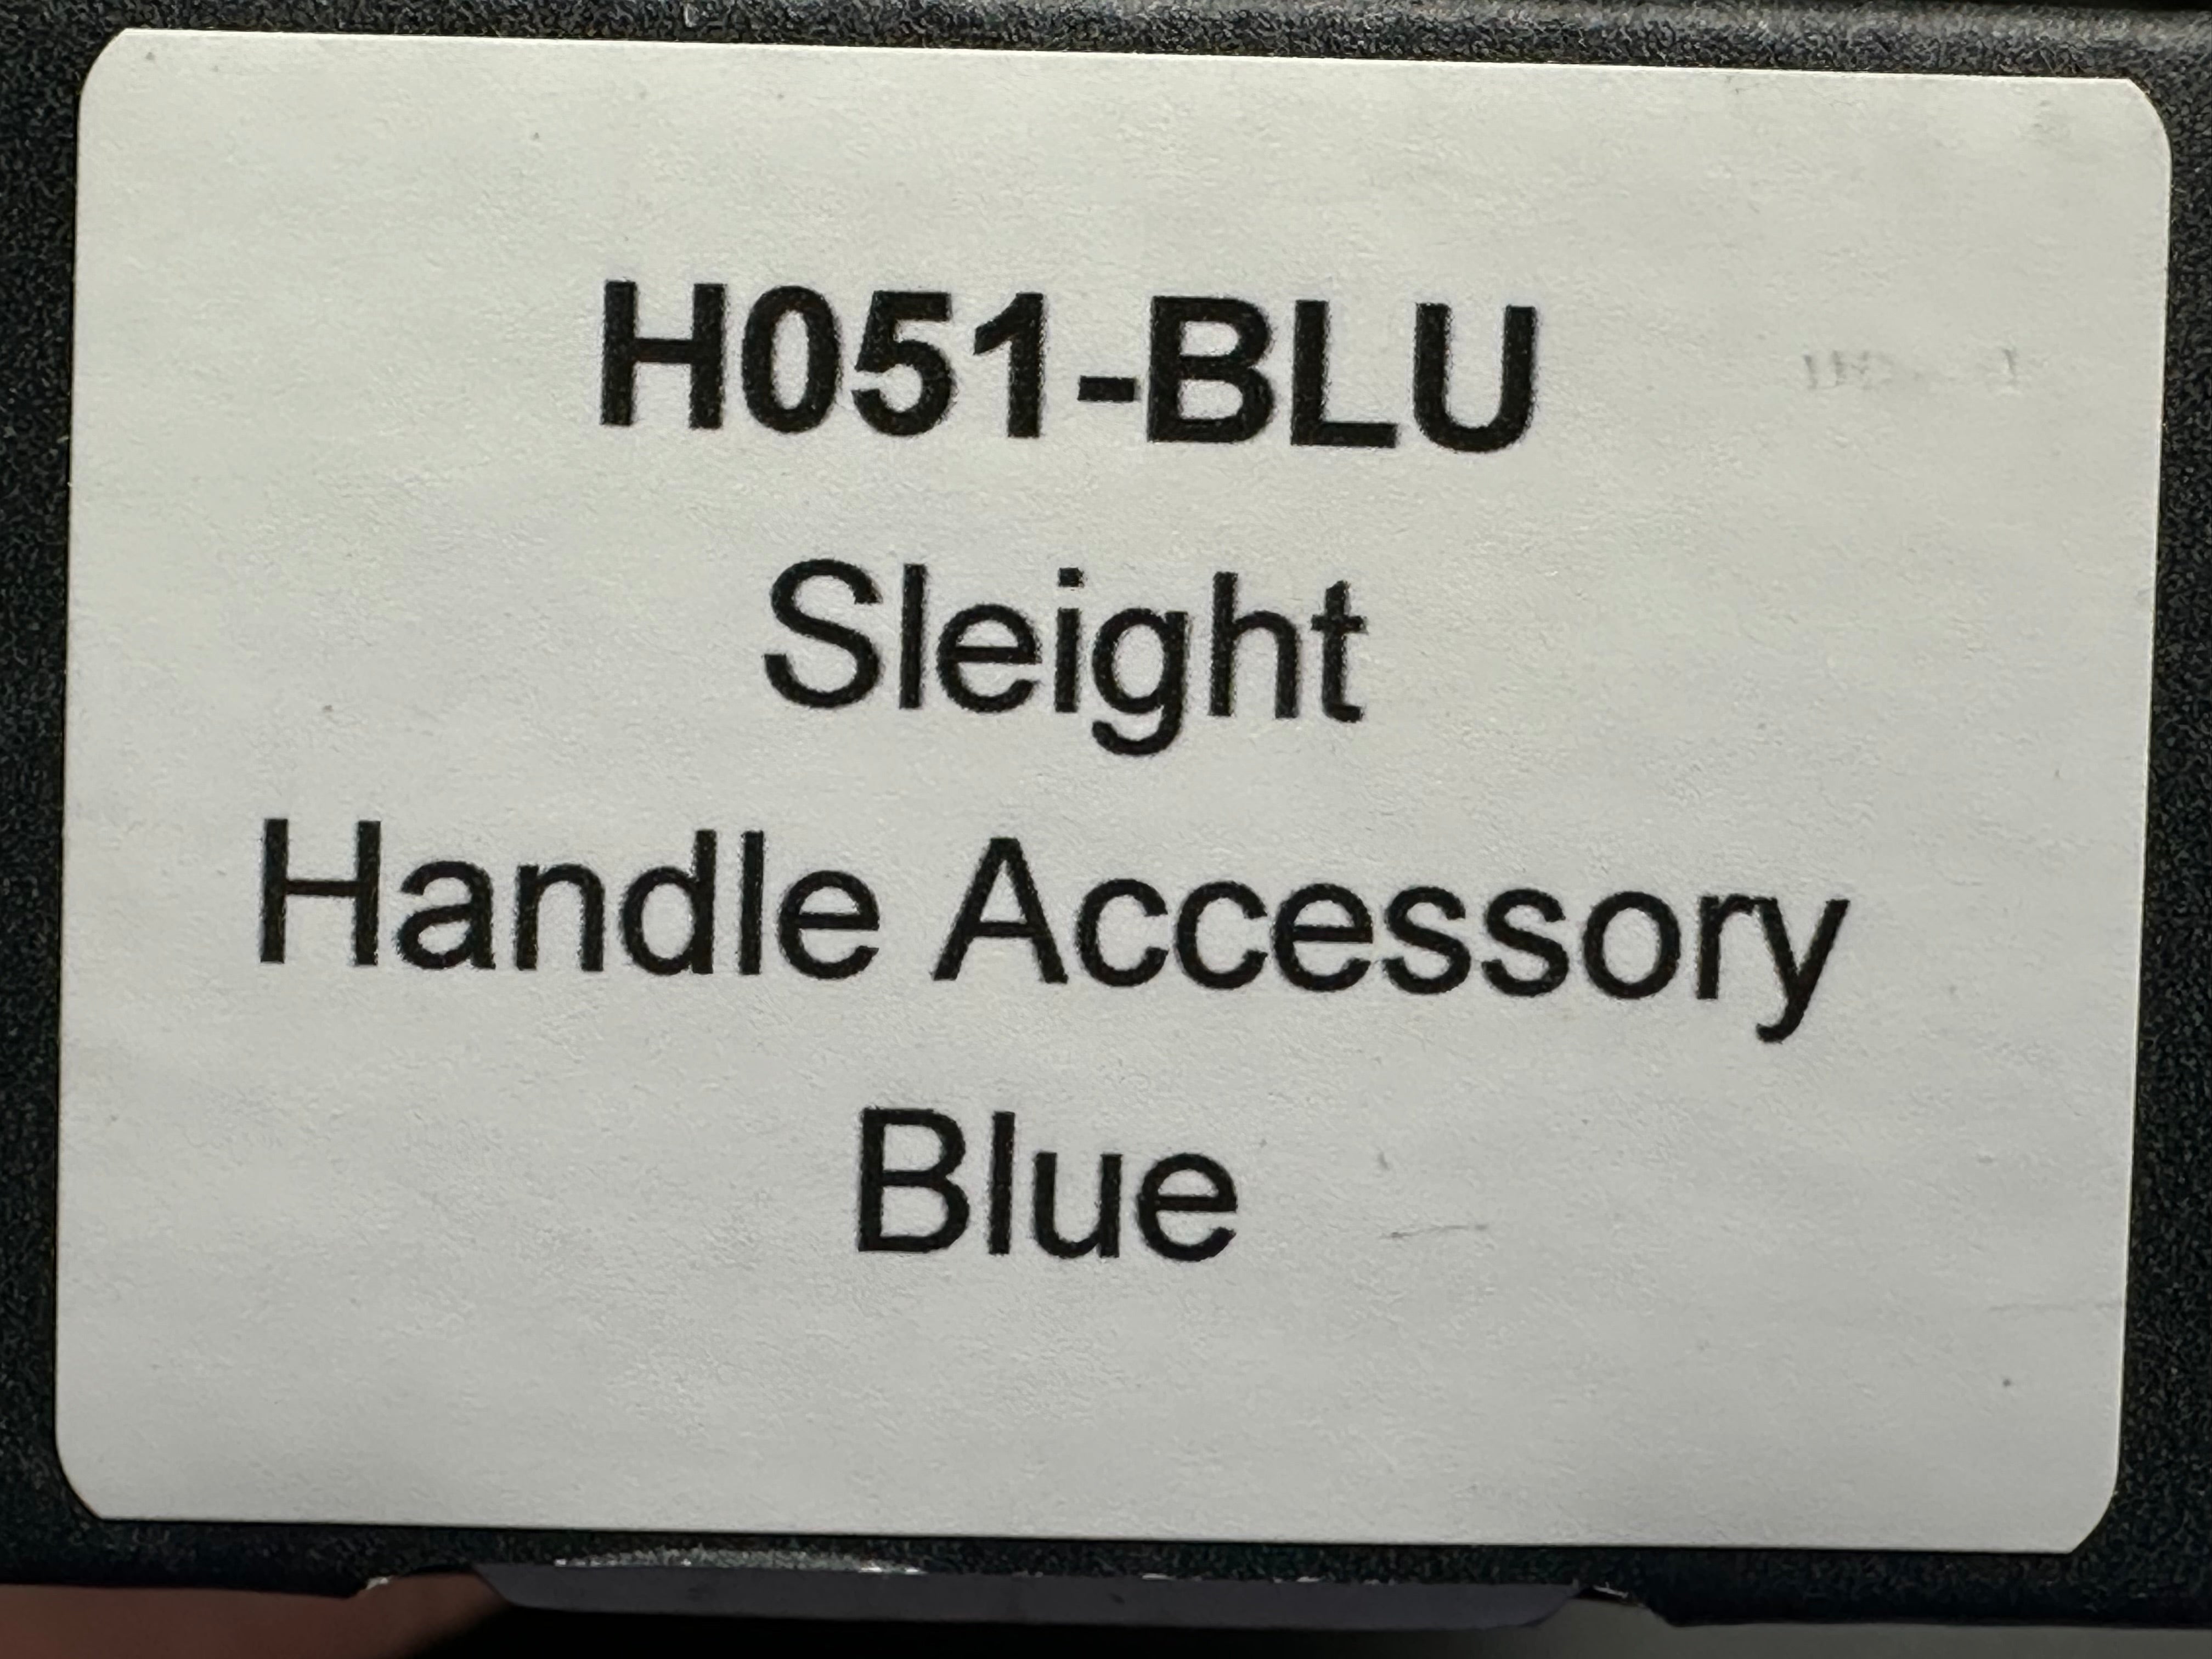 H051-BLU
Sleight
Handle Accessory
Blue